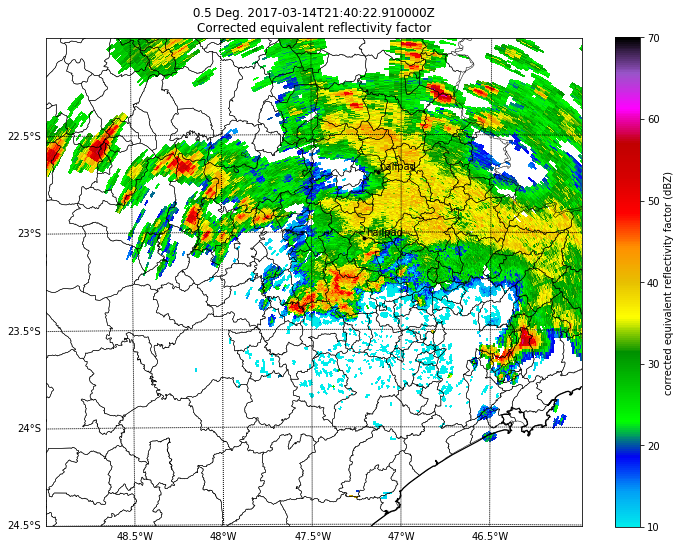 0.5 Deg. 2017-03-14T21:40:22.910000Z
Corrected equivalent reflectivity factor
70
60
50
40
30
20
10
corrected equivalent reflectivity factor (dBZ)
22.5°S
23°S
23.5°S
24°S
24.5°S
hailpad
hailpad
48.5°W
48°W
47.5°W
47°W
46.5°W